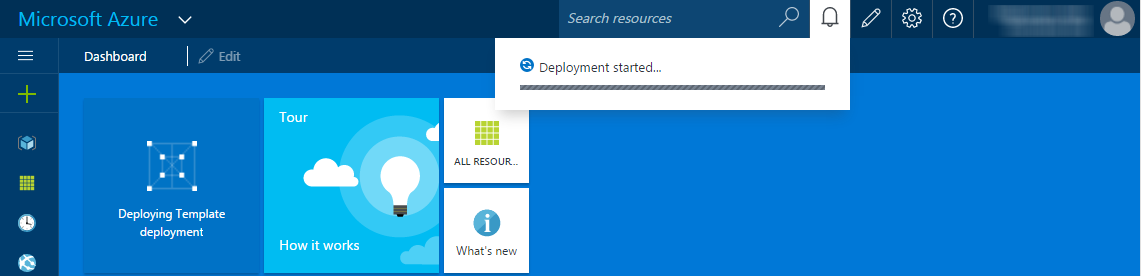 Microsoft Azure
Search resources
Dashboard
Edit
Deployment started...
Deploying Template
deployment
Tour
How it works
ALL RESOUR...
What's new